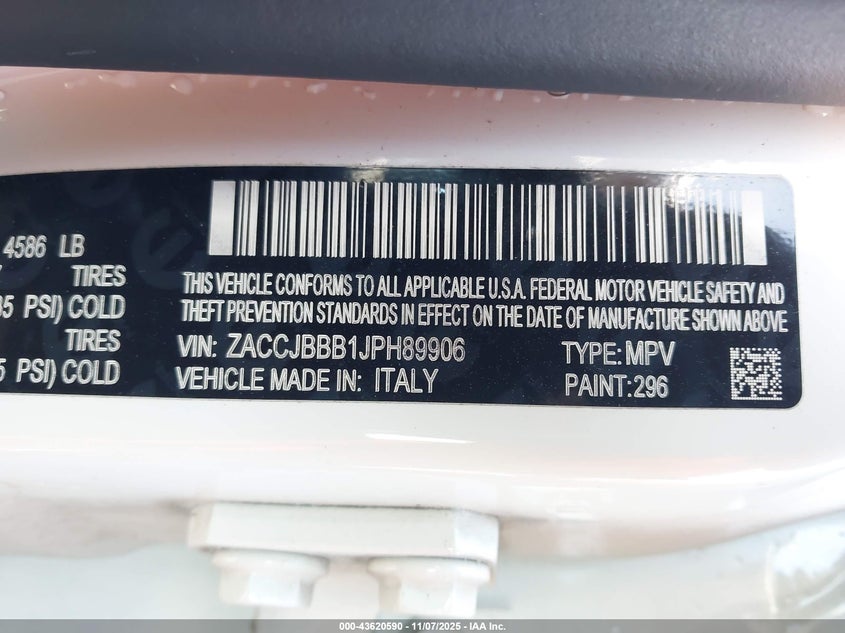 4586 LB
TIRES
PSI) COLD
TIRES
PSI) COLD
THIS VEHICLE CONFORMS TO ALL APPLICABLE U.S.A. FEDERAL MOTOR VEHICLE SAFETY AND
THEFT PREVENTION STANDARDS IN EFFECT ON THE DATE OF MANUFACTURE SHOWN ABOVE
VIN: ZACCJBBB1JPH89906 TYPE: MPV
VEHICLE MADE IN: ITALY PAINT: 296
000-43620590 - 11/07/2025 - IAA Inc.